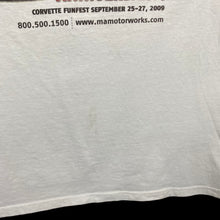 CORVETTE FUNFEST SEPTEMBER 25-27, 2009
800.500.1500 | www.mamotorworks.com